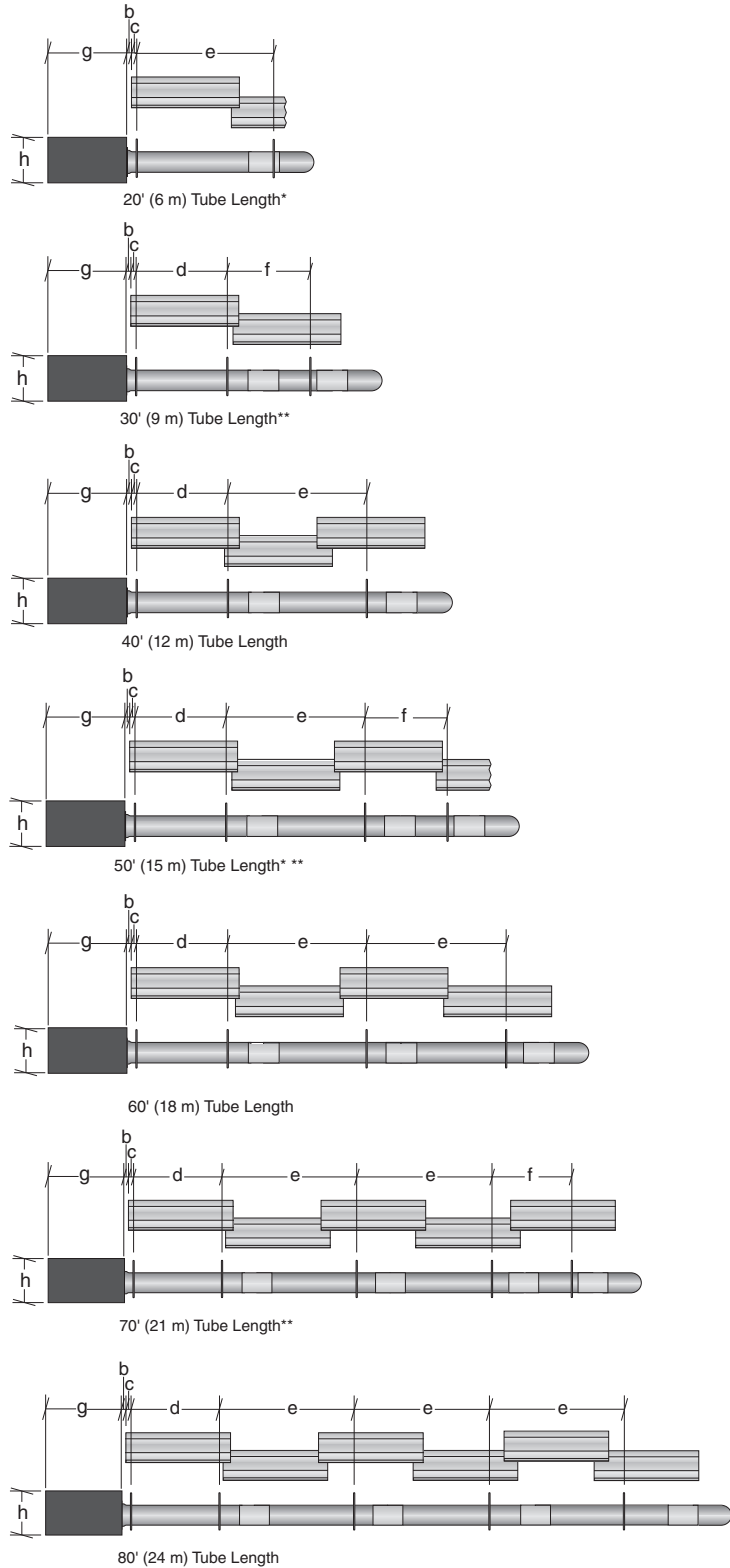 b
c
g e
h
20' (6 m) Tube Length*
b
c
g d f
h
30' (9 m) Tube Length**
b
c
g d e
h
40' (12 m) Tube Length
b
c
g d e f
h
50' (15 m) Tube Length* **
b
c
g d e e
h
60' (18 m) Tube Length
b
c
g d e e f
h
70' (21 m) Tube Length**
b
c
g d e e e
h
80' (24 m) Tube Length